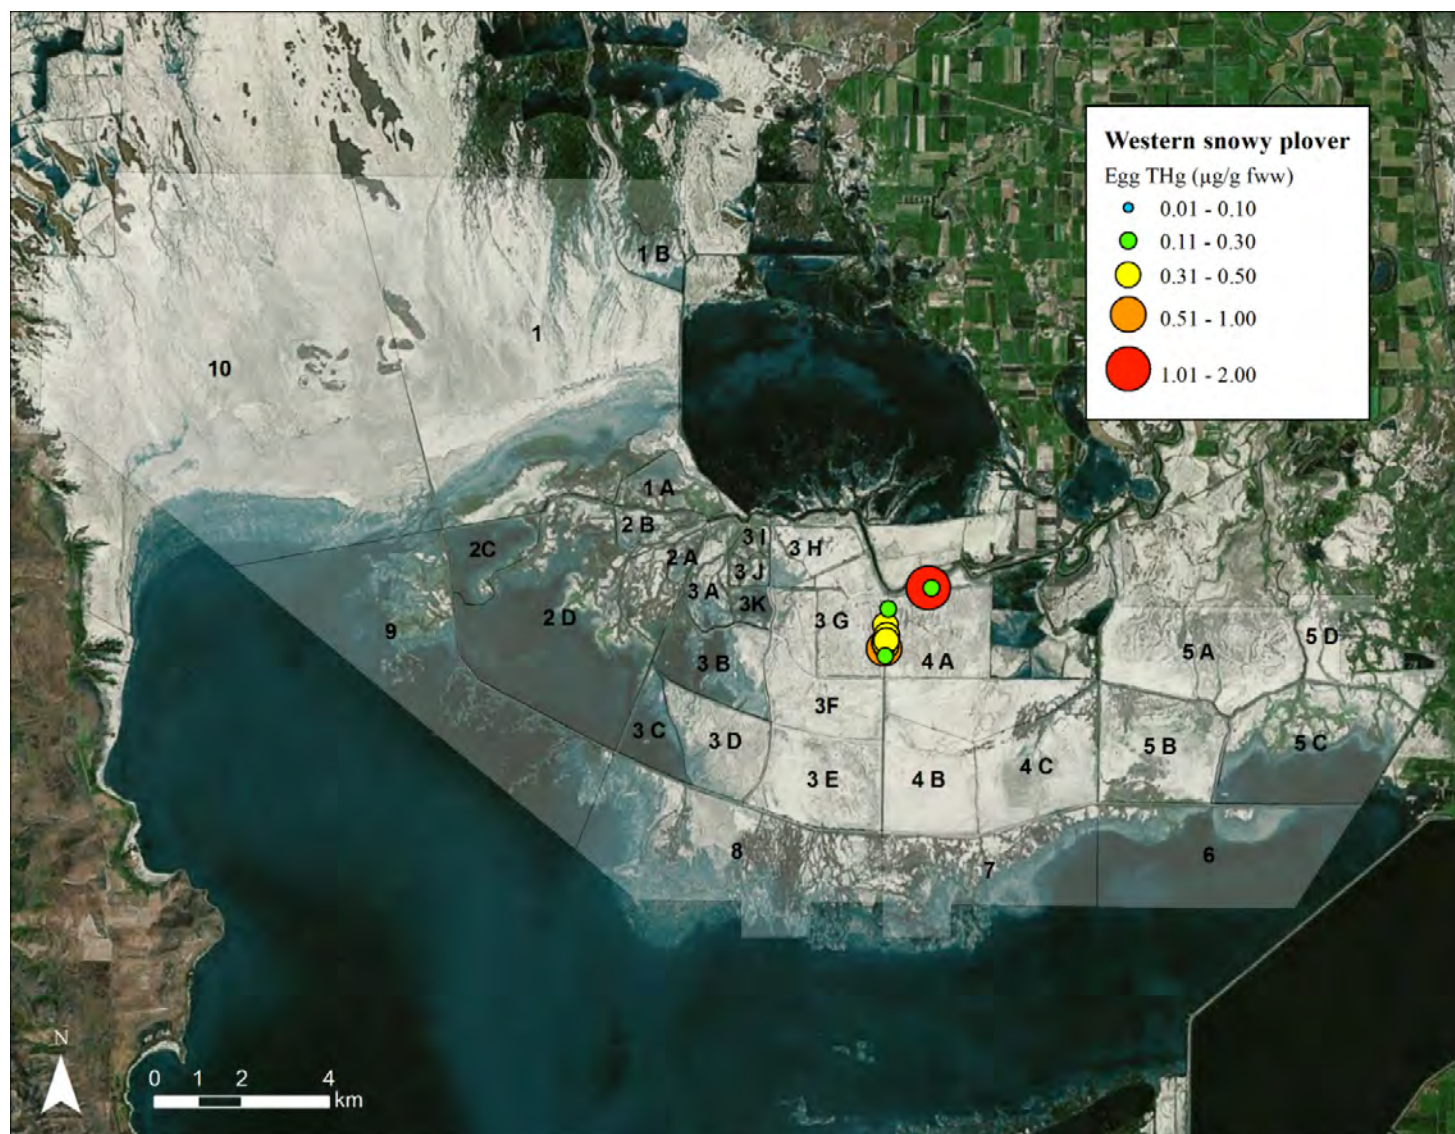 Western snowy plover
Egg THg (µg/g fww)
0.01 - 0.10
0.11 - 0.30
0.31 - 0.50
0.51 - 1.00
1.01 - 2.00
1 B
1
10
1 A
2 B
2C
3 I
3 H
2 A
3 J
3 A
3K
2 D
9
3 G
5 D
5 A
4 A
3 B
3F
3 C
3 D
5 B
5 C
4 C
3 E
4 B
8
6
7
N
0 1 2 4
km